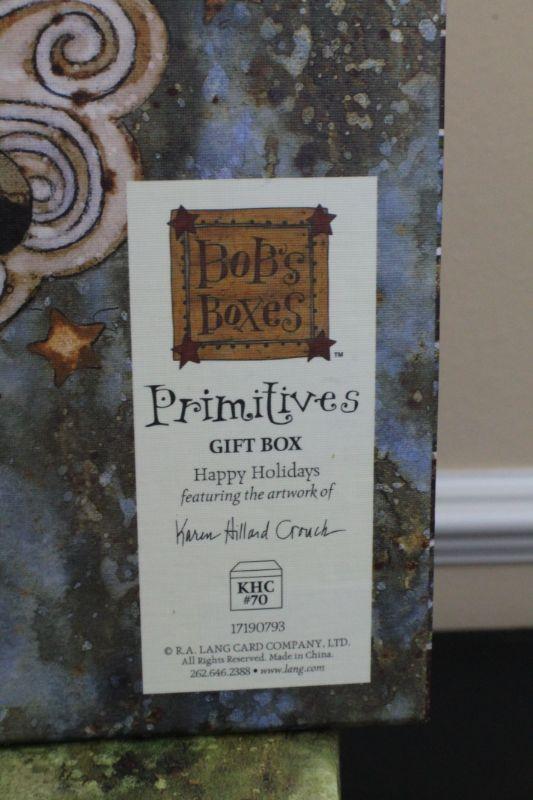 BOB'S
BOXES
TM
Primitives
GIFT BOX
Happy Holidays
featuring the artwork of
Karen Hillard Crouch
KHC
#70
17190793
© R.A. LANG CARD COMPANY, LTD.
All Rights Reserved. Made in China.
262.646.2388 • www.lang.com